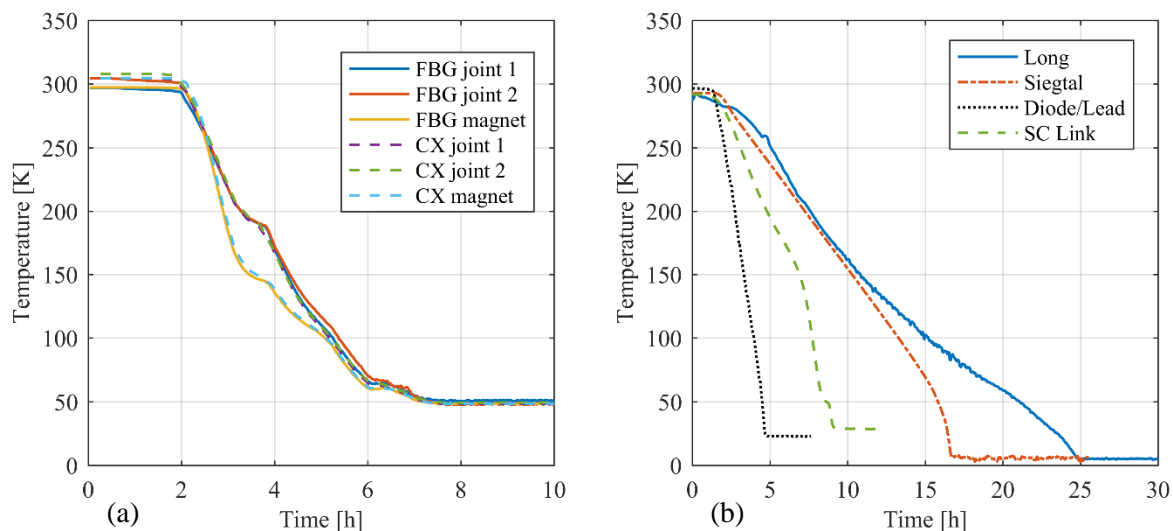 350
300
250
200
150
100
50
0
Temperature [K]
FBG joint 1
FBG joint 2
FBG magnet
CX joint 1
CX joint 2
CX magnet
0 2 4 6 8 10
(a)
Time [h]
350
300
250
200
150
100
50
0
Temperature [K]
Long
Siegtal
Diode/Lead
SC Link
0 5 10 15 20 25 30
(b)
Time [h]